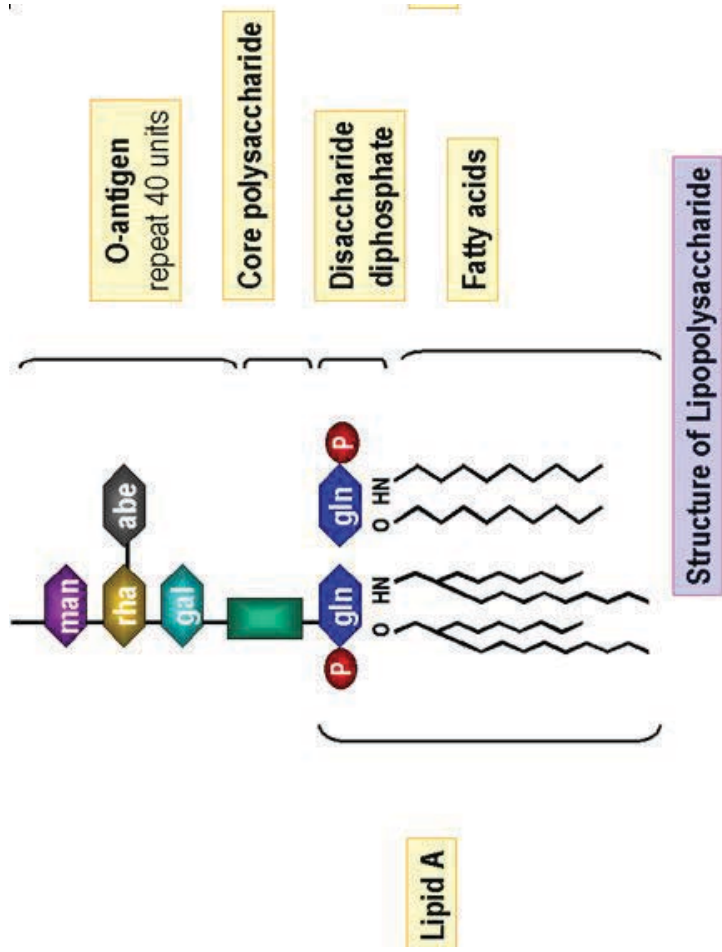 O-antigen
repeat 40 units
Core polysaccharide
Disaccharide
diphosphate
Fatty acids
man
rha
abe
gal
gln
gln
P
P
O
HN
O
HN
Lipid A
Structure of Lipopolysaccharide